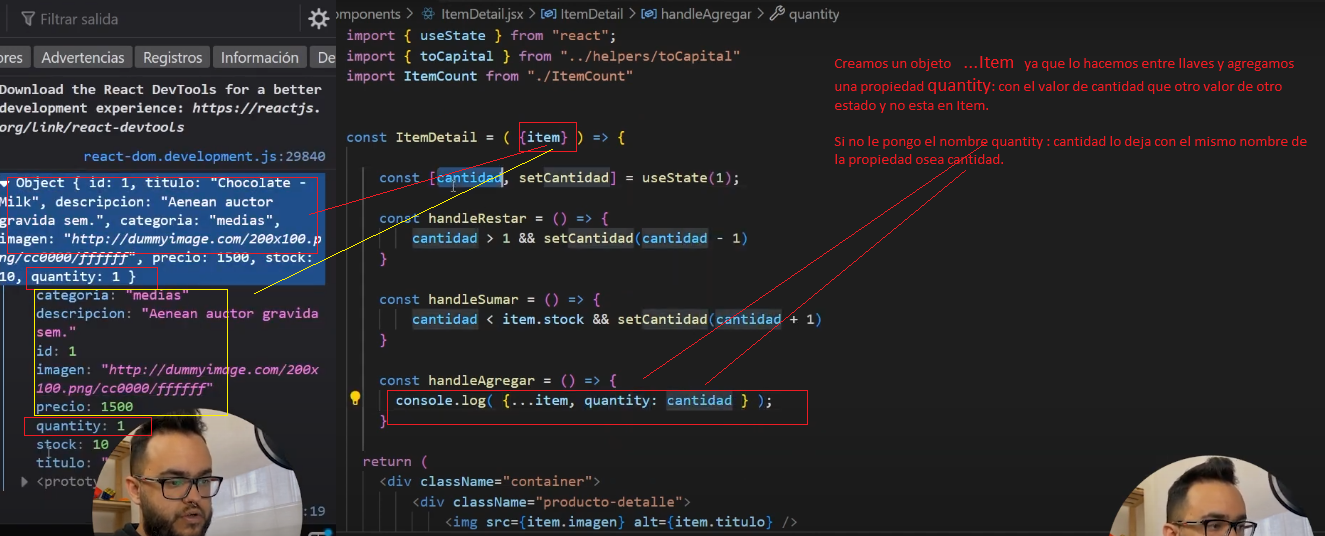 Filtrar salida
ores Advertencias Registros Información De
Download the React DevTools for a better
development experience: https://reactjs.
org/link/react-devtools
react-dom.development.js:29840
Object { id: 1, titulo: "Chocolate -
Milk", descripcion: "Aenean auctor
gravida sem.", categoria: "medias",
imagen: "http://dummyimage.com/200x100.p
ng/cc0000/ffffff", precio: 1500, stock:
10, quantity: 1 }
categoria: "medias"
descripcion: "Aenean auctor gravida
sem."
id: 1
imagen: "http://dummyimage.com/200x
100.png/cc0000/ffffff"
precio: 1500
quantity: 1
stock: 10
titulo: "
<prototy
:19
omponents > ItemDetail.jsx > ItemDetail > handleAgregar > quantity
import { useState } from "react";
import { toCapital } from "../helpers/toCapital"
import ItemCount from "./ItemCount"
const ItemDetail = ( {item} ) => {
const [cantidad, setCantidad] = useState(1);
const handleRestar = () => {
cantidad > 1 && setCantidad(cantidad - 1)
}
const handleSumar = () => {
cantidad < item.stock && setCantidad(cantidad + 1)
}
const handleAgregar = () => {
console.log( {...item, quantity: cantidad } );
}
return (
<div className="container">
<div className="producto-detalle">
<img src={item.imagen} alt={item.titulo} />
Creamos un objeto ...Item ya que lo hacemos entre llaves y agregamos
una propiedad quantity: con el valor de cantidad que otro valor de otro
estado y no esta en Item.
Si no le pongo el nombre quantity : cantidad lo deja con el mismo nombre de
la propiedad osea cantidad.